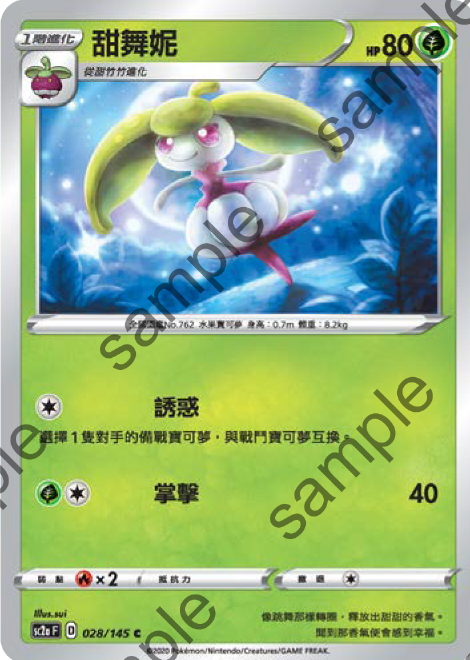 1階進化
甜舞妮
HP 80
從甜竹竹進化
全國圖鑑No.762 水果寶可夢 身高：0.7m 體重：8.2kg
誘惑
選擇1隻對手的備戰寶可夢，與戰鬥寶可夢互換。
掌擊 40
弱點 ×2 抵抗力 撤退
Illus.sui
像跳舞那樣轉圈，釋放出甜甜的香氣。
聞到那香氣便會感到幸福。
sc2a F D 028/145 C
©2020 Pokémon/Nintendo/Creatures/GAME FREAK.
sample
sample
sample
sample
sample